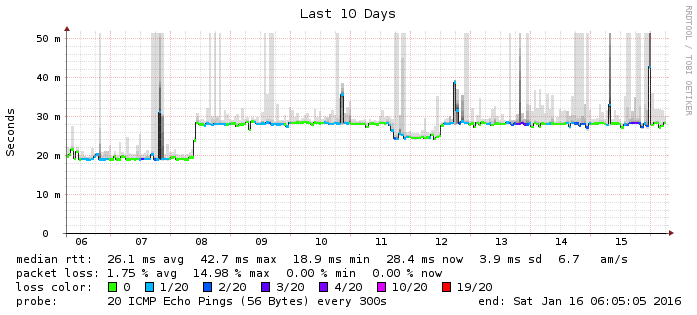 Last 10 Days
RRDTOOL / TOBI OETIKER
Seconds
50 m
40 m
30 m
20 m
10 m
0
06 07 08 09 10 11 12 13 14 15
median rtt: 26.1 ms avg 42.7 ms max 18.9 ms min 28.4 ms now 3.9 ms sd 6.7 am/s
packet loss: 1.75 % avg 14.98 % max 0.00 % min 0.00 % now
loss color: 0 1/20 2/20 3/20 4/20 10/20 19/20
probe: 20 ICMP Echo Pings (56 Bytes) every 300s end: Sat Jan 16 06:05:05 2016